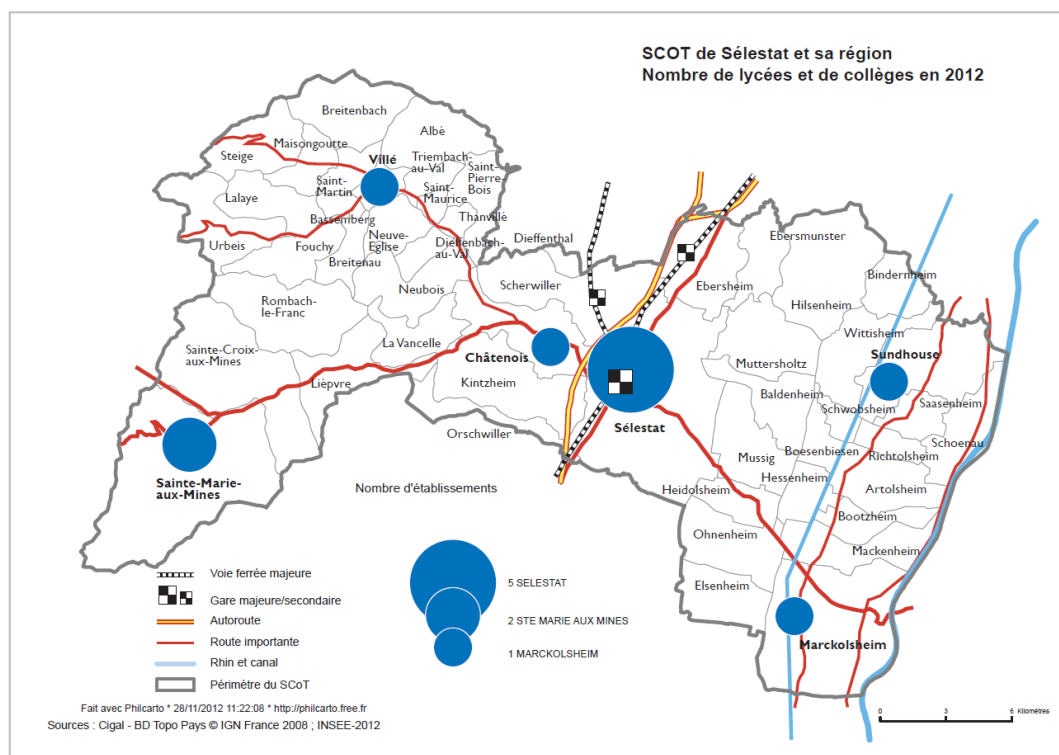 SCOT de Sélestat et sa région
Nombre de lycées et de collèges en 2012
Breitenbach
Albé
Maisongoutte
Steige
Villé
Triembach-
au-Val
Saint-
Pierre-
Bois
Saint-
Martin
Saint-
Maurice
Lalaye
Bassemberg
Thanvillé
Urbeis
Fouchy
Neuve-
Eglise
Dieffenbach-
au-Val
Dieffenthal
Breitenau
Neubois
Scherwiller
Ebersheim
Ebersmunster
Bindernheim
Hilsenheim
Wittisheim
Rombach-
le-Franc
Sainte-Croix-
aux-Mines
La Vancelle
Châtenois
Lièpvre
Kintzheim
Muttersholtz
Sundhouse
Baldenheim
Schwobsheim
Saasenheim
Orschwiller
Sélestat
Mussig
Boesenbiesen
Richtolsheim
Schoenau
Hessenheim
Heidolsheim
Artolsheim
Sainte-Marie-
aux-Mines
Bootzheim
Ohnenheim
Mackenheim
Elsenheim
Marckolsheim
Nombre d'établissements
5 SELESTAT
2 STE MARIE AUX MINES
1 MARCKOLSHEIM
Voie ferrée majeure
Gare majeure/secondaire
Autoroute
Route importante
Rhin et canal
Périmètre du SCoT
Fait avec Philcarto * 28/11/2012 11:22:08 * http://philcarto.free.fr
Sources : Cigal - BD Topo Pays © IGN France 2008 ; INSEE-2012
0 3 6 Kilomètres